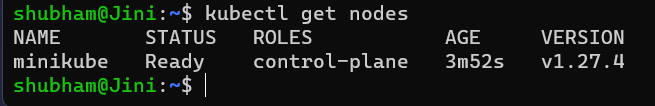 shubham@Jini:~$ kubectl get nodes
NAME       STATUS   ROLES           AGE     VERSION
minikube   Ready    control-plane   3m52s   v1.27.4
shubham@Jini:~$